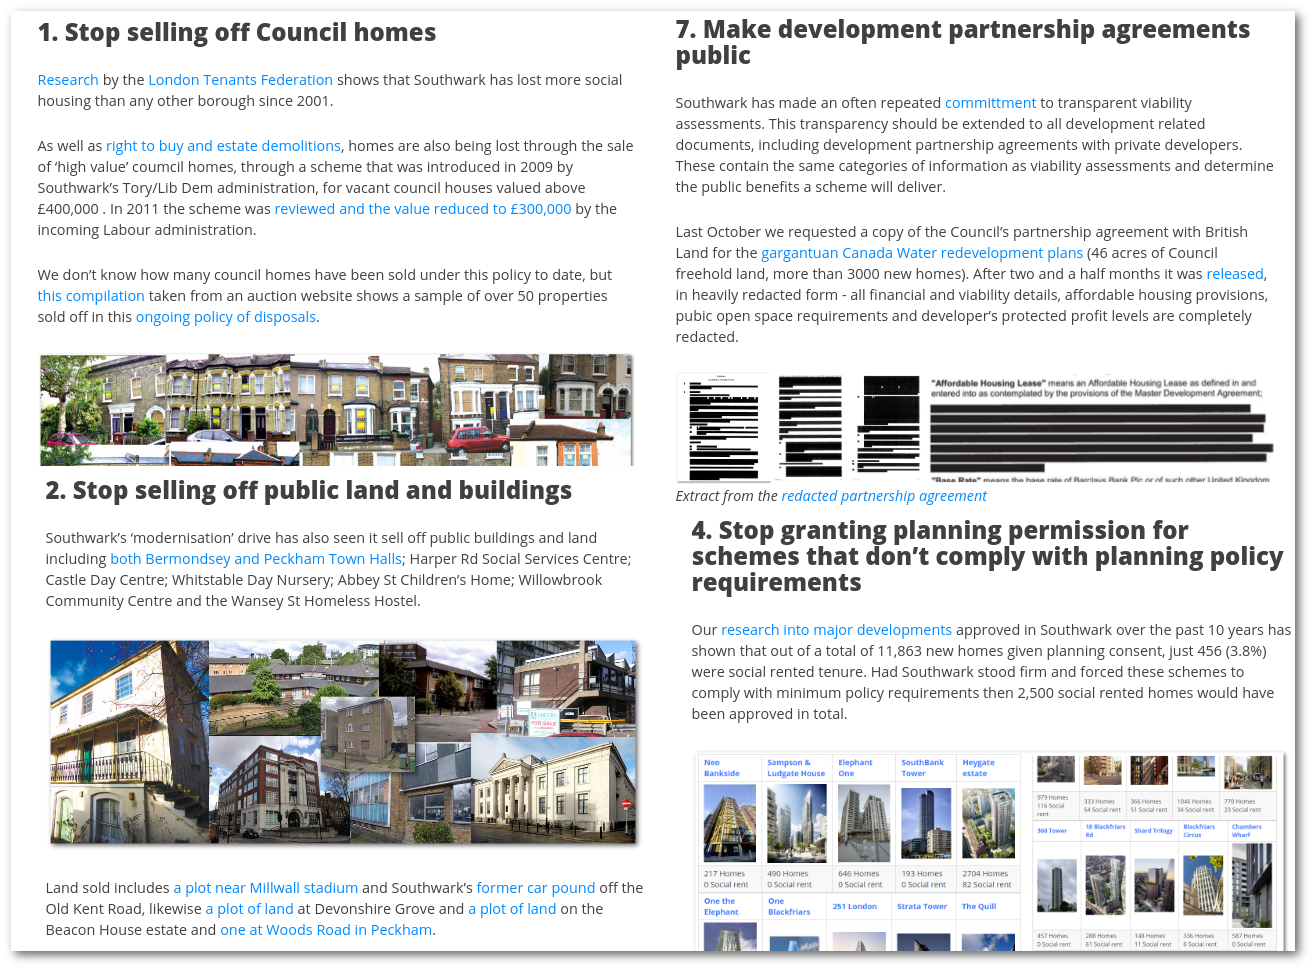 1. Stop selling off Council homes
Research by the London Tenants Federation shows that Southwark has lost more social
housing than any other borough since 2001.
As well as right to buy and estate demolitions, homes are also being lost through the sale
of ‘high value’ coumcil homes, through a scheme that was introduced in 2009 by
Southwark’s Tory/Lib Dem administration, for vacant council houses valued above
£400,000 . In 2011 the scheme was reviewed and the value reduced to £300,000 by the
incoming Labour administration.
We don’t know how many council homes have been sold under this policy to date, but
this compilation taken from an auction website shows a sample of over 50 properties
sold off in this ongoing policy of disposals.
2. Stop selling off public land and buildings
Southwark’s ‘modernisation’ drive has also seen it sell off public buildings and land
including both Bermondsey and Peckham Town Halls; Harper Rd Social Services Centre;
Castle Day Centre; Whitstable Day Nursery; Abbey St Children’s Home; Willowbrook
Community Centre and the Wansey St Homeless Hostel.
FOR SALE
Land sold includes a plot near Millwall stadium and Southwark’s former car pound off the
Old Kent Road, likewise a plot of land at Devonshire Grove and a plot of land on the
Beacon House estate and one at Woods Road in Peckham.
7. Make development partnership agreements
public
Southwark has made an often repeated committment to transparent viability
assessments. This transparency should be extended to all development related
documents, including development partnership agreements with private developers.
These contain the same categories of information as viability assessments and determine
the public benefits a scheme will deliver.
Last October we requested a copy of the Council’s partnership agreement with British
Land for the gargantuan Canada Water redevelopment plans (46 acres of Council
freehold land, more than 3000 new homes). After two and a half months it was released,
in heavily redacted form - all financial and viability details, affordable housing provisions,
pubic open space requirements and developer’s protected profit levels are completely
redacted.
"Affordable Housing Lease" means an Affordable Housing Lease as defined in and
entered into as contemplated by the provisions of the Master Development Agreement;
"Base Rate" means the base rate of Barclays Bank Plc or of such other United Kingdom
Extract from the redacted partnership agreement
4. Stop granting planning permission for
schemes that don’t comply with planning policy
requirements
Our research into major developments approved in Southwark over the past 10 years has
shown that out of a total of 11,863 new homes given planning consent, just 456 (3.8%)
were social rented tenure. Had Southwark stood firm and forced these schemes to
comply with minimum policy requirements then 2,500 social rented homes would have
been approved in total.
Neo Bankside
Sampson & Ludgate House
Elephant One
SouthBank Tower
Heygate estate
217 Homes
0 Social rent
490 Homes
0 Social rent
646 Homes
0 Social rent
193 Homes
0 Social rent
2704 Homes
82 Social rent
One the Elephant
One Blackfriars
251 London
Strata Tower
The Quill
979 Homes
116 Social rent
333 Homes
54 Social rent
366 Homes
51 Social rent
1046 Homes
34 Social rent
770 Homes
23 Social rent
360 Tower
18 Blackfriars Rd
Shard Trilogy
Blackfriars Circus
Chambers Wharf
457 Homes
0 Social rent
288 Homes
61 Social rent
148 Homes
11 Social rent
336 Homes
0 Social rent
587 Homes
0 Social rent